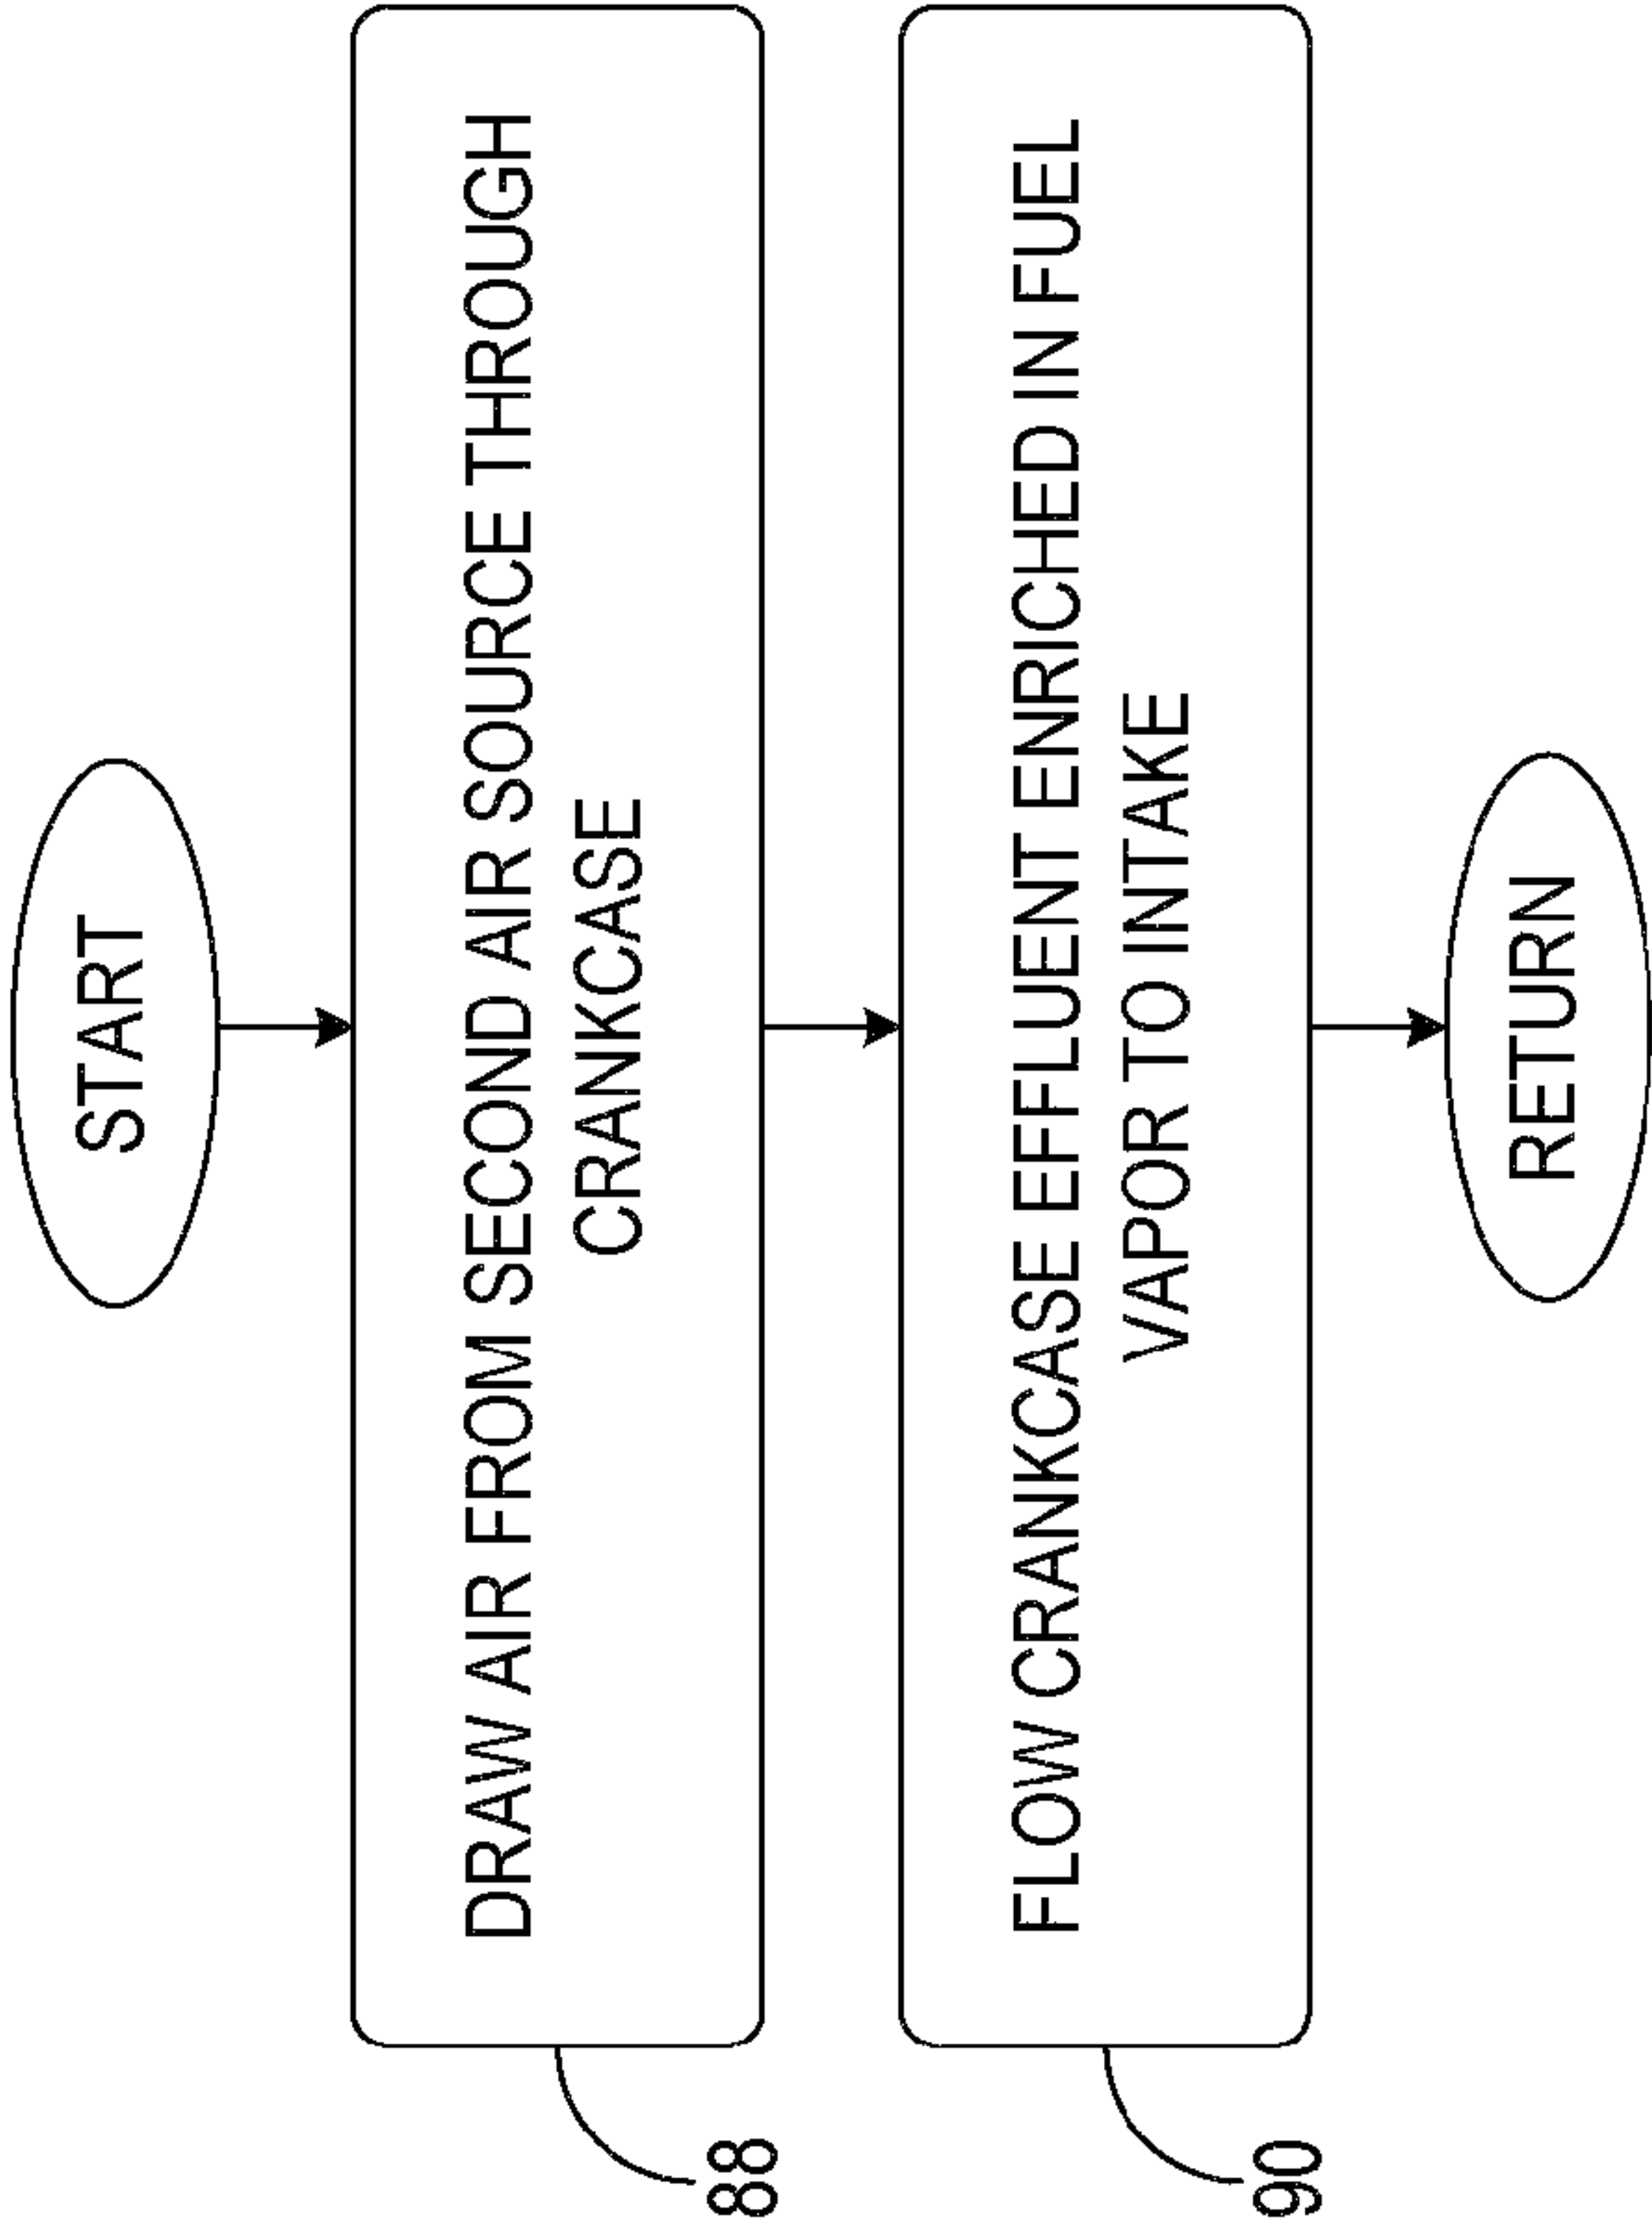 START
88
DRAW AIR FROM SECOND AIR SOURCE THROUGH
CRANKCASE
90
FLOW CRANKCASE EFFLUENT ENRICHED IN FUEL
VAPOR TO INTAKE
RETURN